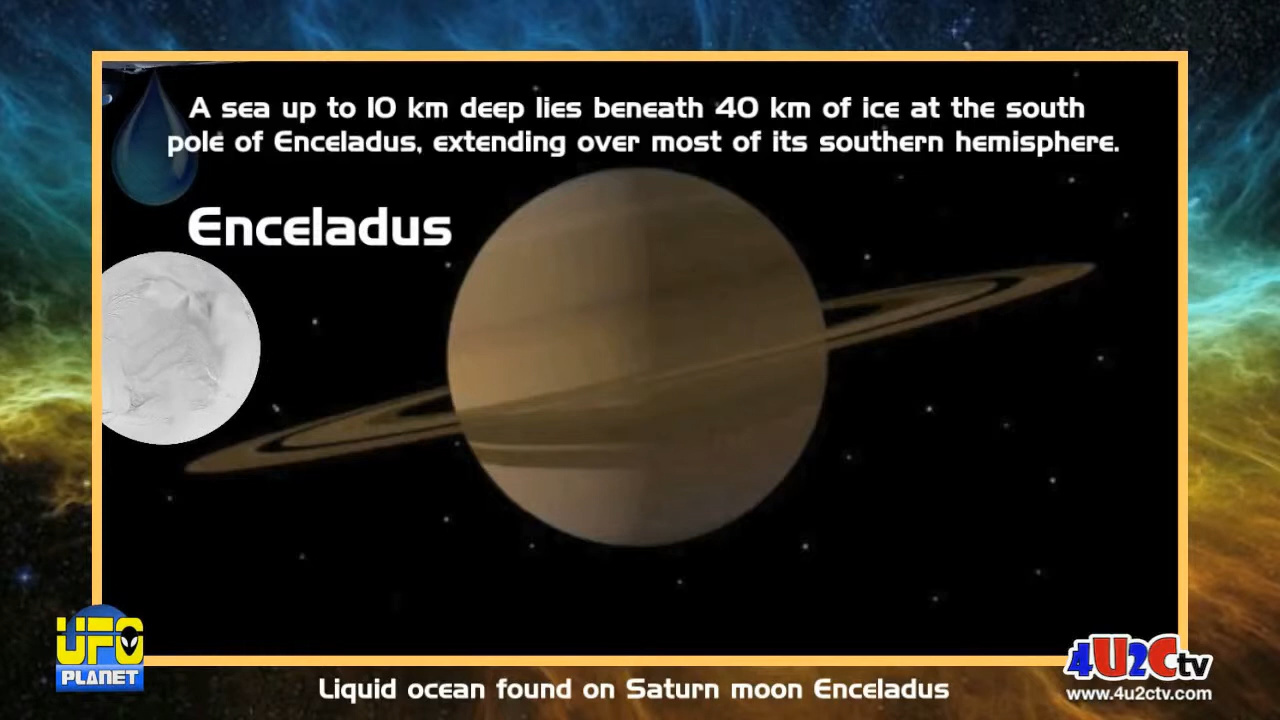 A sea up to 10 km deep lies beneath 40 km of ice at the south
pole of Enceladus, extending over most of its southern hemisphere.
Enceladus
UFO
PLANET
4U2Ctv
www.4u2ctv.com
Liquid ocean found on Saturn moon Enceladus